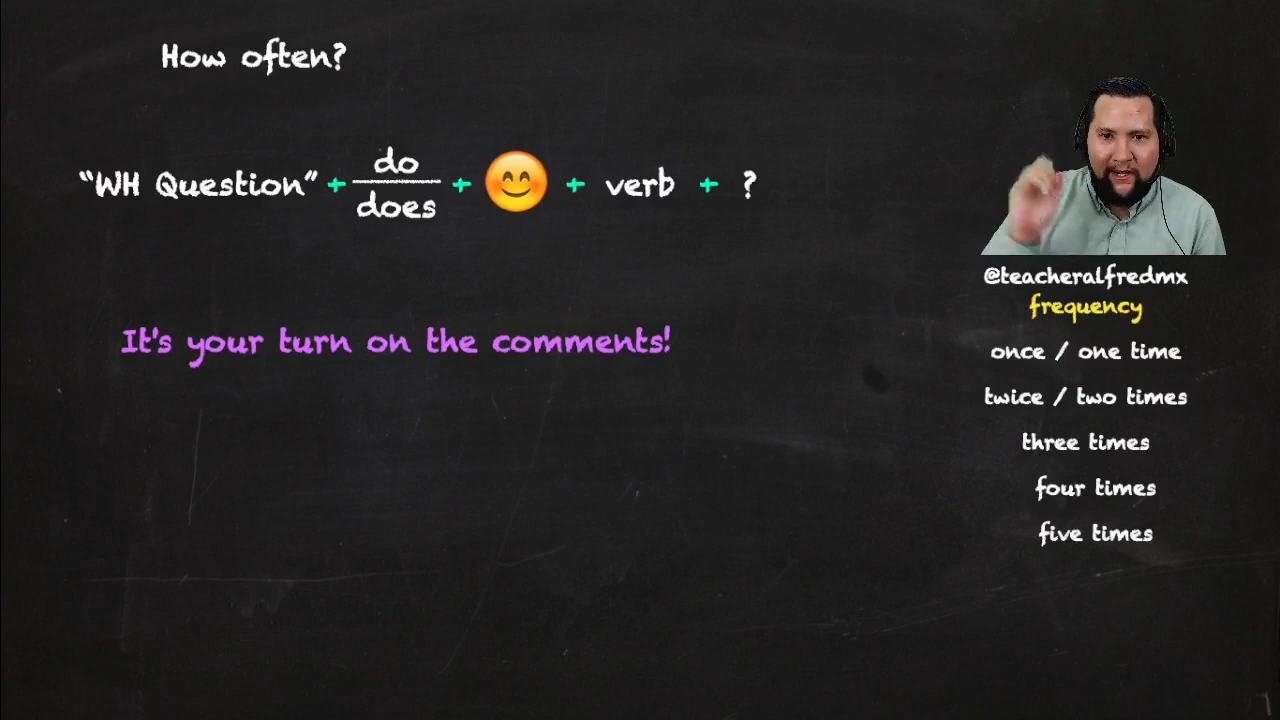 How often?
“WH Question” + do / does + 😊 + verb + ?
It's your turn on the comments!
@teacheralfredmx
frequency
once / one time
twice / two times
three times
four times
five times